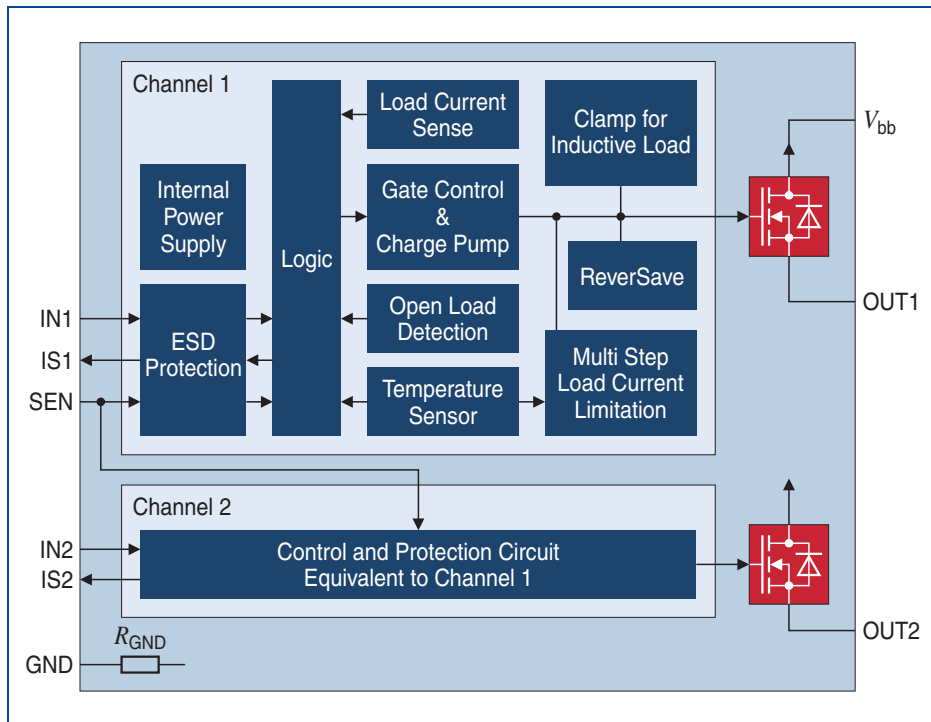 Channel 1
Load Current
Sense
Clamp for
Inductive Load
Vbb
Internal
Power
Supply
Logic
Gate Control
&
Charge Pump
ReverSave
OUT1
IN1
IS1
SEN
ESD
Protection
Open Load
Detection
Temperature
Sensor
Multi Step
Load Current
Limitation
Channel 2
IN2
IS2
Control and Protection Circuit
Equivalent to Channel 1
OUT2
RGND
GND